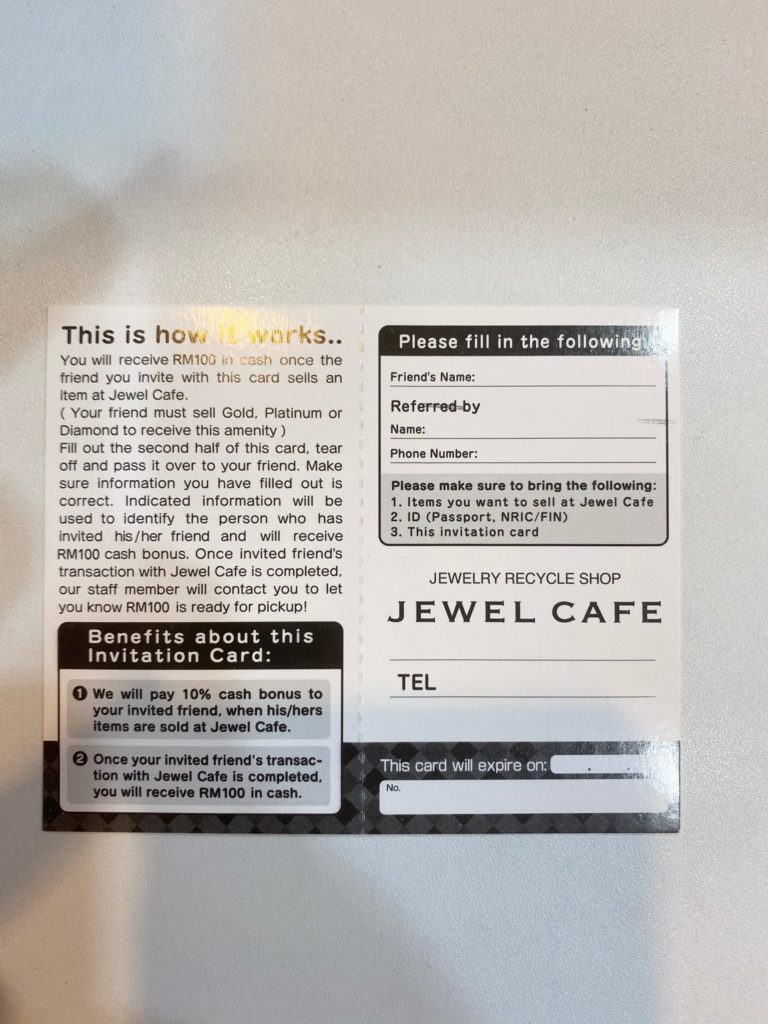 This is how it works..
You will receive RM100 in cash once the
friend you invite with this card sells an
item at Jewel Cafe.
( Your friend must sell Gold, Platinum or
Diamond to receive this amenity )
Fill out the second half of this card, tear
off and pass it over to your friend. Make
sure information you have filled out is
correct. Indicated information will be
used to identify the person who has
invited his/her friend and will receive
RM100 cash bonus. Once invited friend's
transaction with Jewel Cafe is completed,
our staff member will contact you to let
you know RM100 is ready for pickup!
Benefits about this
Invitation Card:
1 We will pay 10% cash bonus to
your invited friend, when his/hers
items are sold at Jewel Cafe.
2 Once your invited friend's transac-
tion with Jewel Cafe is completed,
you will receive RM100 in cash.
Please fill in the following
Friend's Name:
Referred by
Name:
Phone Number:
Please make sure to bring the following:
1. Items you want to sell at Jewel Cafe
2. ID (Passport, NRIC/FIN)
3. This invitation card
JEWELRY RECYCLE SHOP
JEWEL CAFE
TEL
This card will expire on: . .
No.